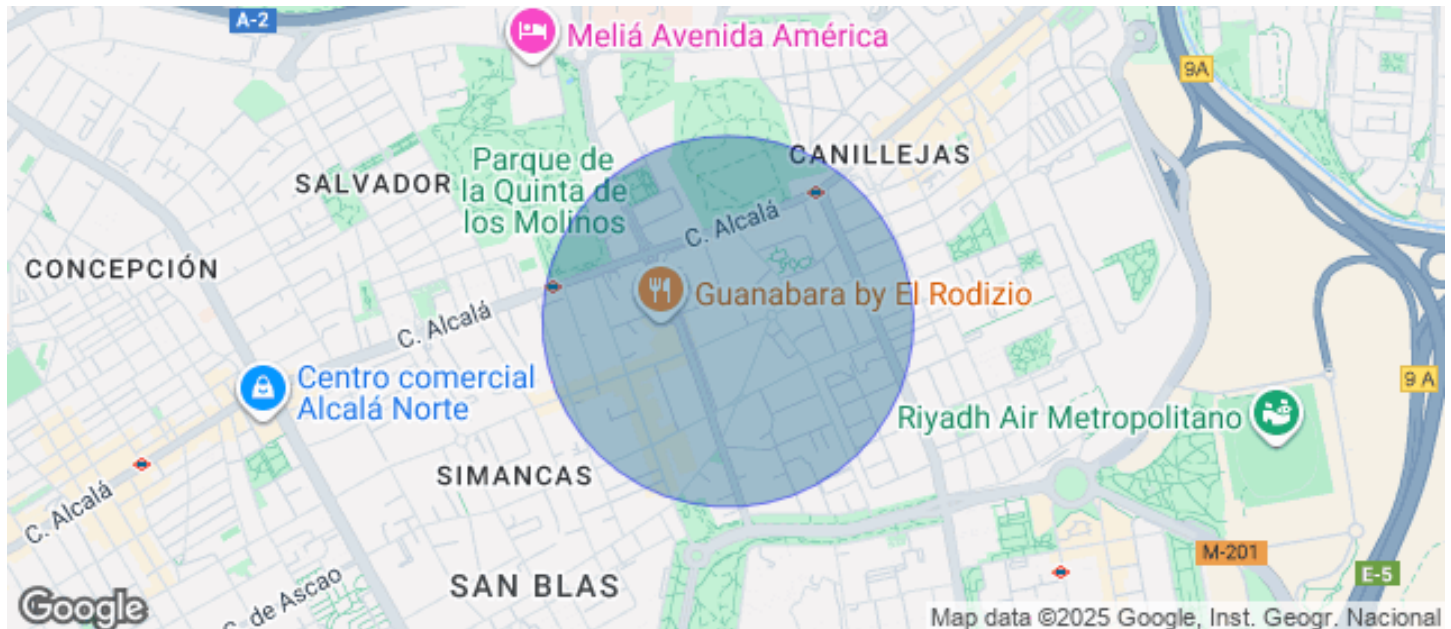 A-2
Meliá Avenida América
9A
Parque de
la Quinta de
los Molinos
CANILLEJAS
SALVADOR
C. Alcalá
CONCEPCIÓN
Guanabara by El Rodizio
C. Alcalá
Centro comercial
Alcalá Norte
9 A
Riyadh Air Metropolitano
SIMANCAS
C. Alcalá
M-201
E-5
SAN BLAS
C. de Ascao
Google
Map data ©2025 Google, Inst. Geogr. Nacional